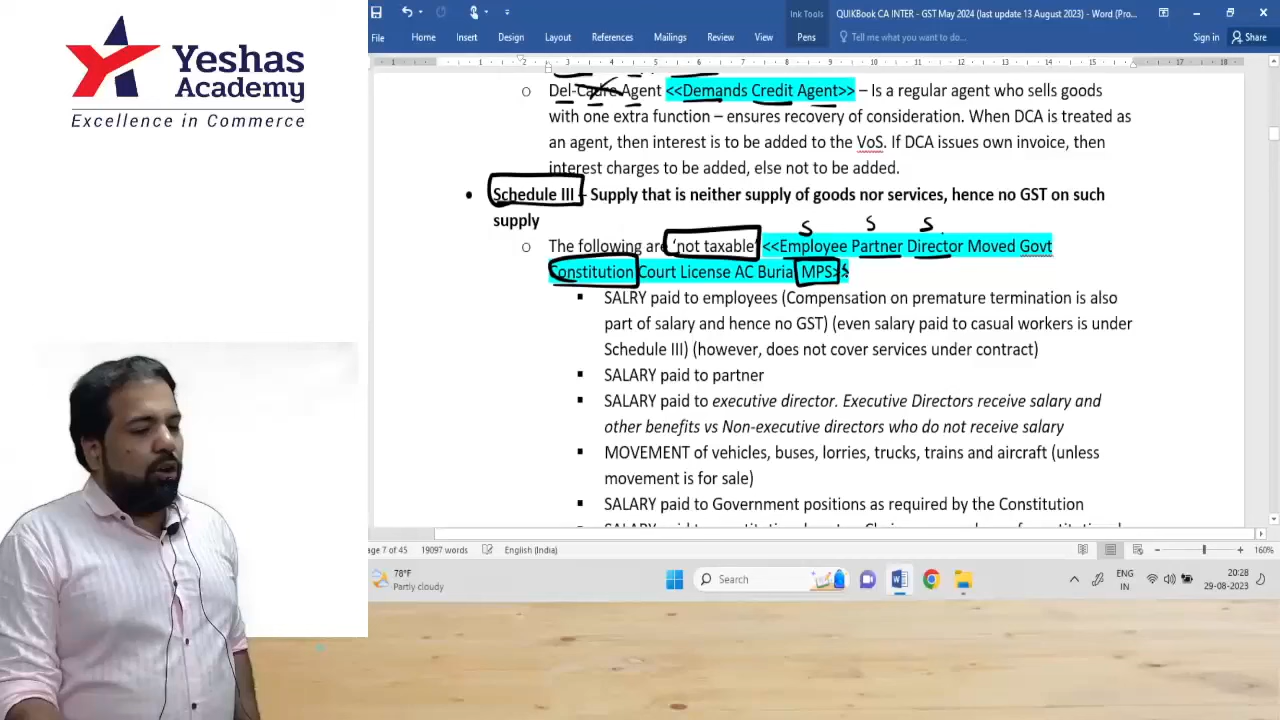 Yeshas
Academy
Excellence in Commerce
Ink Tools
QUIKBook CA INTER - GST May 2024 (last update 13 August 2023) - Word (Pro...
File Home Insert Design Layout References Mailings Review View Pens Tell me what you want to do... Sign in Share
Del-Cadre Agent <<Demands Credit Agent>> – Is a regular agent who sells goods
with one extra function – ensures recovery of consideration. When DCA is treated as
an agent, then interest is to be added to the VoS. If DCA issues own invoice, then
interest charges to be added, else not to be added.
Schedule III – Supply that is neither supply of goods nor services, hence no GST on such
supply
S S S
The following are 'not taxable' <<Employee Partner Director Moved Govt
Constitution Court License AC Burial MPS>>
SALRY paid to employees (Compensation on premature termination is also
part of salary and hence no GST) (even salary paid to casual workers is under
Schedule III) (however, does not cover services under contract)
SALARY paid to partner
SALARY paid to executive director. Executive Directors receive salary and
other benefits vs Non-executive directors who do not receive salary
MOVEMENT of vehicles, buses, lorries, trucks, trains and aircraft (unless
movement is for sale)
SALARY paid to Government positions as required by the Constitution
Page 7 of 45 19097 words English (India) 160%
78°F
Partly cloudy
Search
ENG
IN
20:28
29-08-2023